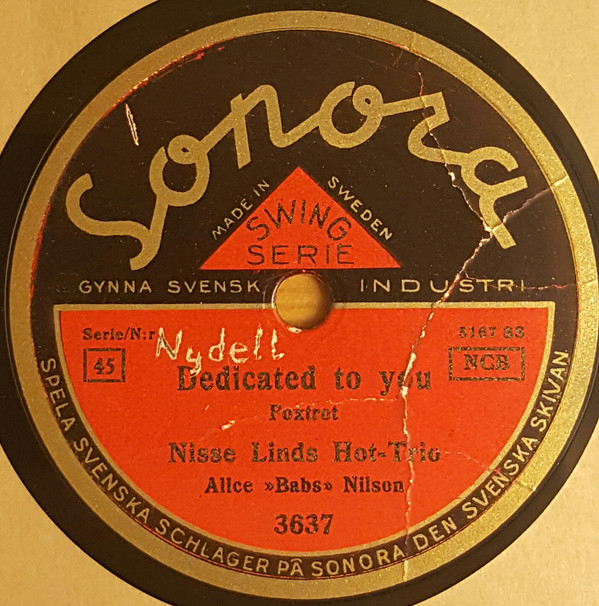 Sonora
MADE IN SWEDEN
SWING
SERIE
GYNNA SVENSK INDUSTRI
Serie/N:r
5167 83
45
NCB
Nydell
Dedicated to you
Foxtrot
Nisse Linds Hot-Trio
Alice »Babs» Nilson
3637
SPELA SVENSKA SCHLAGER PÅ SONORA DEN SVENSKA SKIVAN